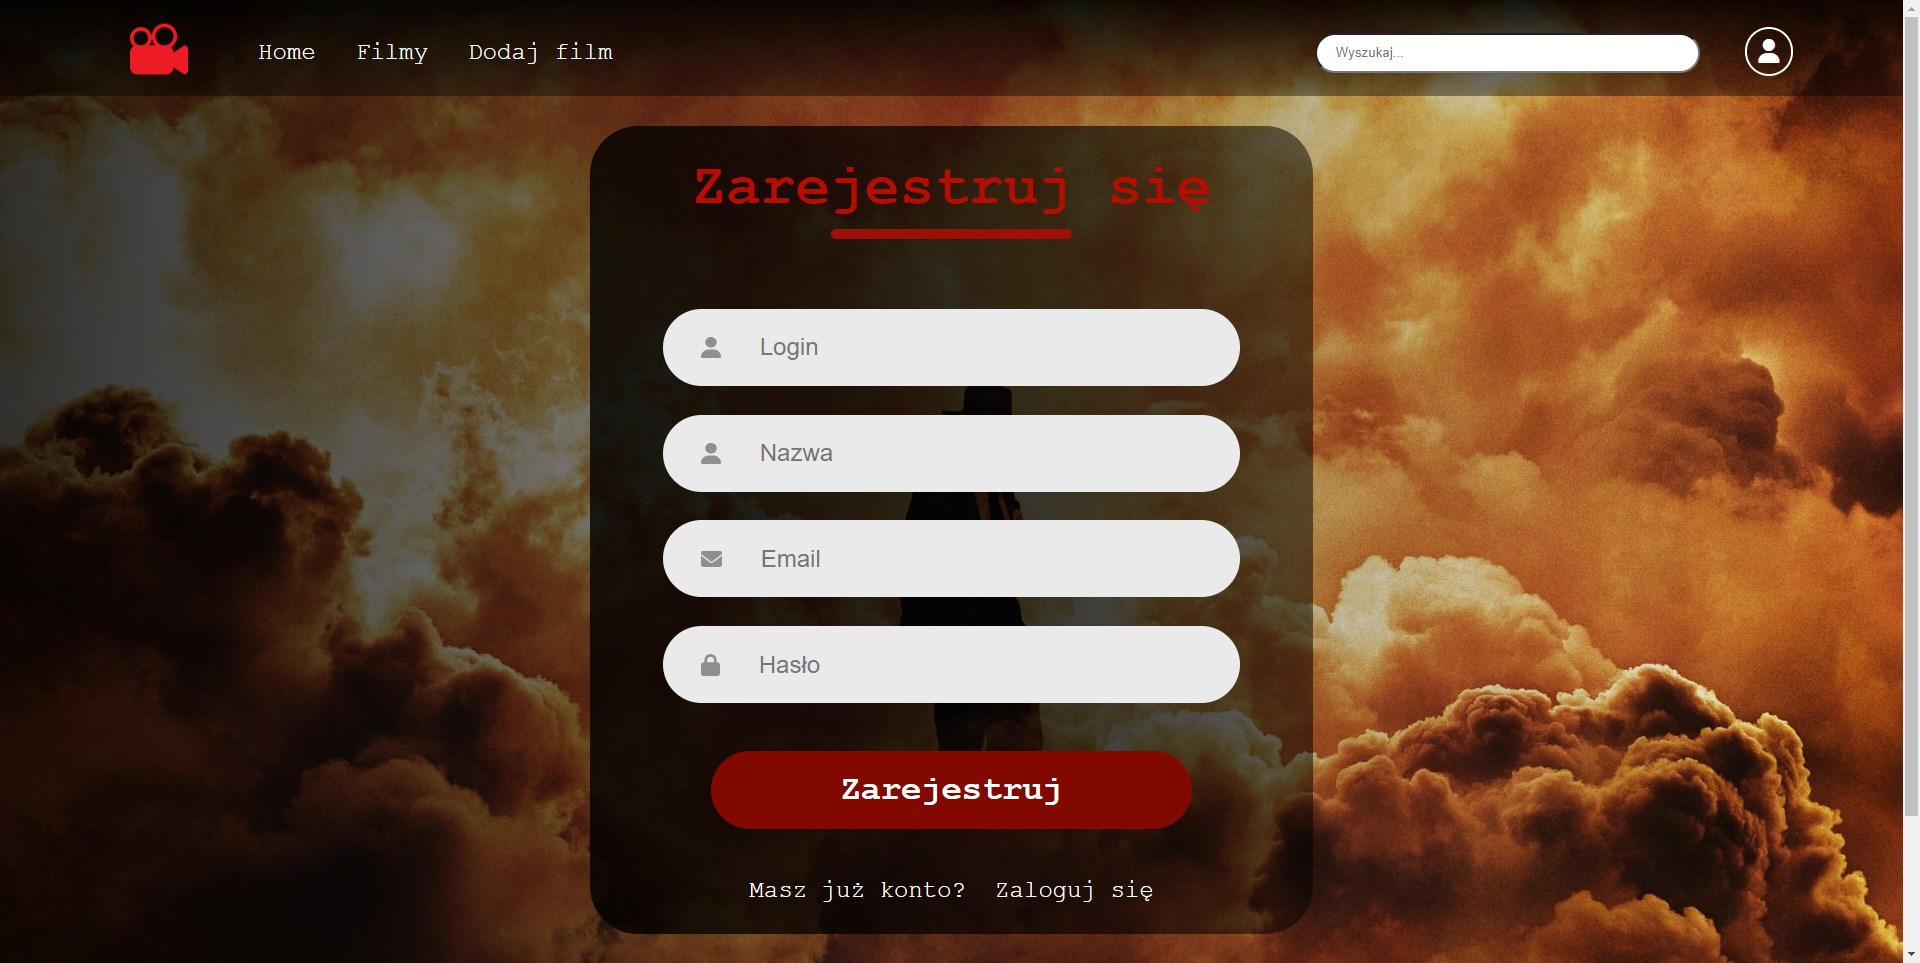 Home Filmy Dodaj film Wyszukaj...
Zarejestruj się
Login
Nazwa
Email
Hasło
Zarejestruj
Masz już konto? Zaloguj się